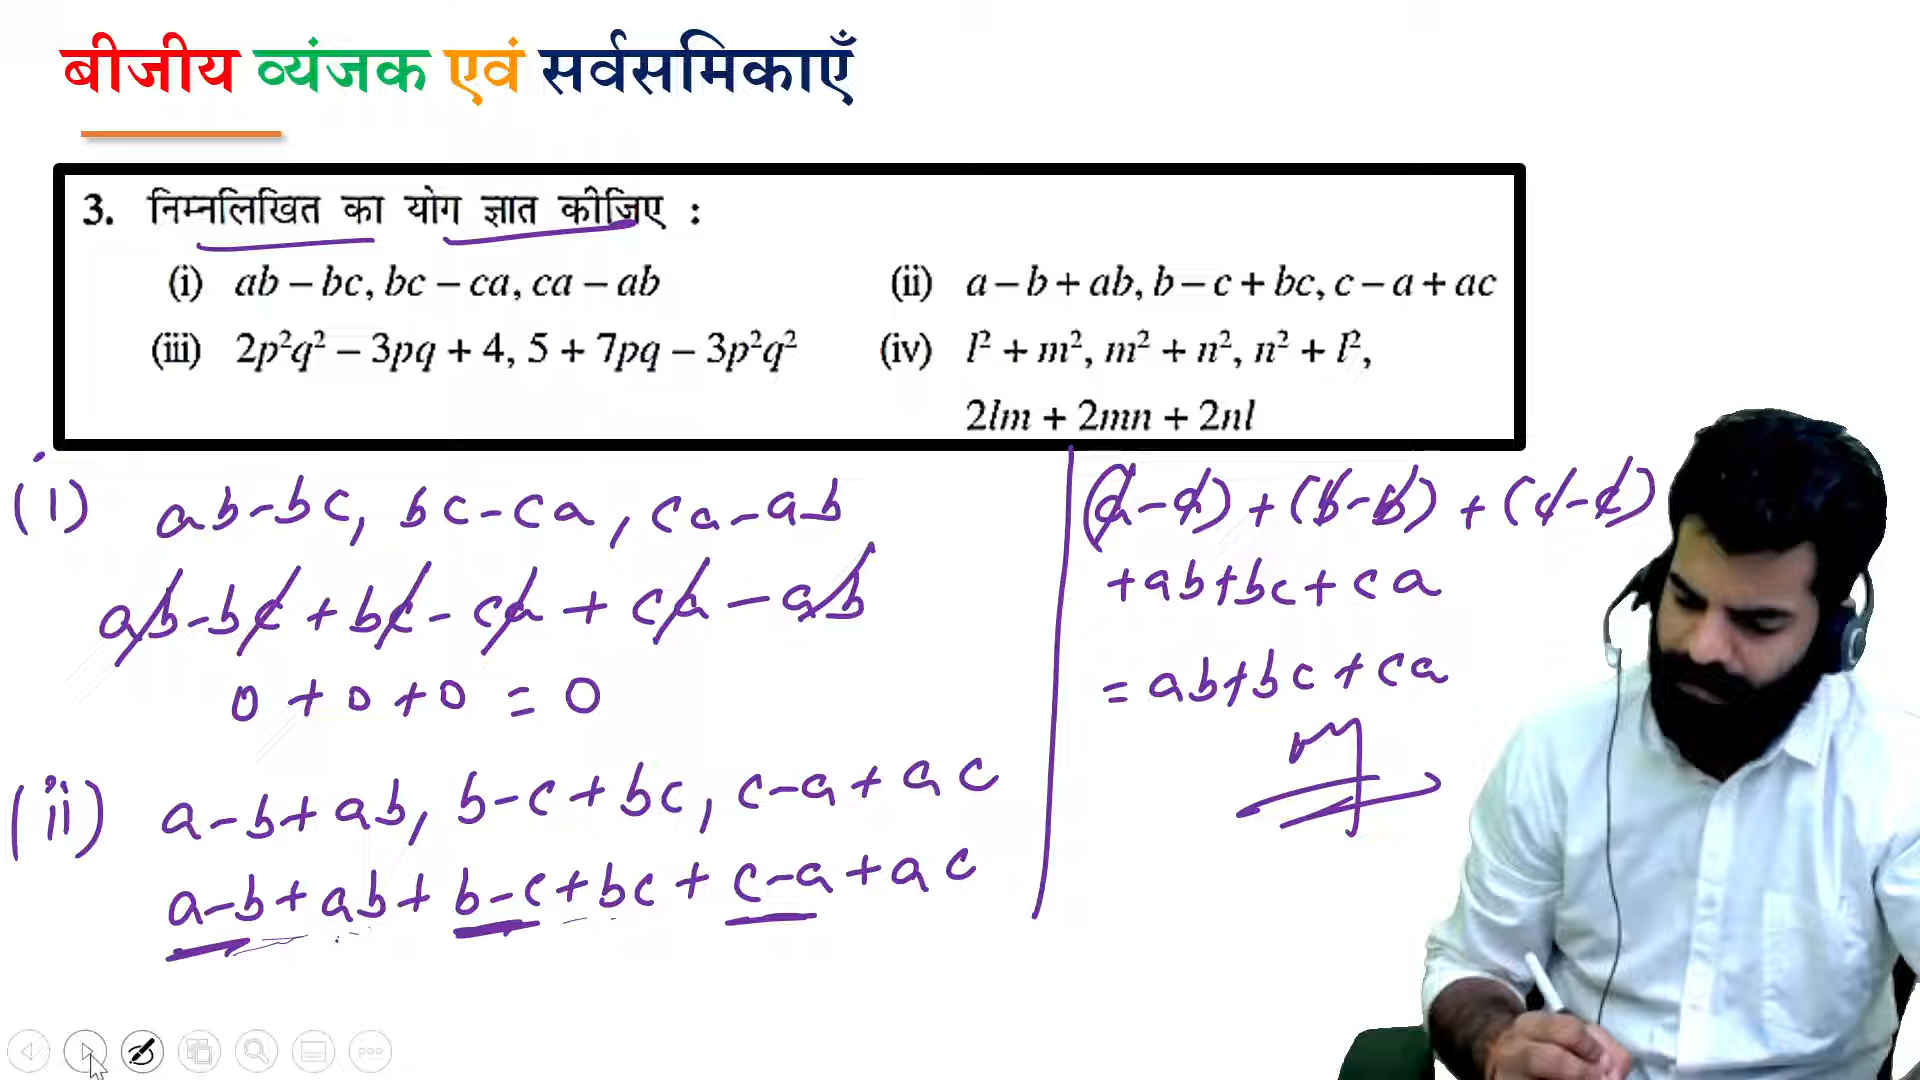 बीजीय व्यंजक एवं सर्वसमिकाएँ
3. निम्नलिखित का योग ज्ञात कीजिए :
(i) ab – bc, bc – ca, ca – ab
(ii) a – b + ab, b – c + bc, c – a + ac
(iii) 2p²q² – 3pq + 4, 5 + 7pq – 3p²q²
(iv) l² + m², m² + n², n² + l²,
2lm + 2mn + 2nl
(i) ab-bc, bc-ca, ca-ab
ab-bc + bc - ca + ca - ab
0 + 0 + 0 = 0
(ii) a-b+ab, b-c+bc, c-a+ac
a-b+ab+b-c+bc+c-a+ac
(a-a) + (b-b) + (c-c)
+ab+bc+ca
= ab+bc+ca